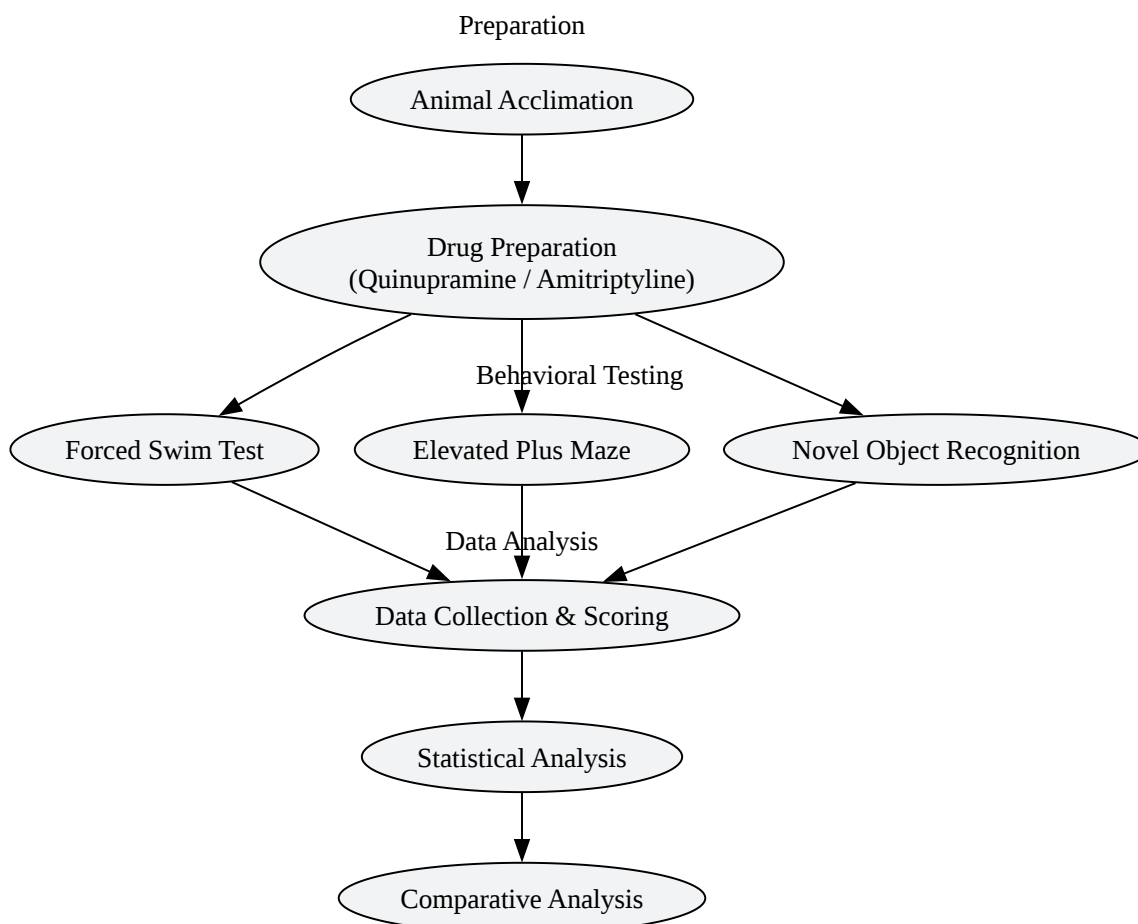 Preparation
Animal Acclimation
Drug Preparation
(Quinupramine / Amitriptyline)
Behavioral Testing
Forced Swim Test
Elevated Plus Maze
Novel Object Recognition
Data Analysis
Data Collection & Scoring
Statistical Analysis
Comparative Analysis